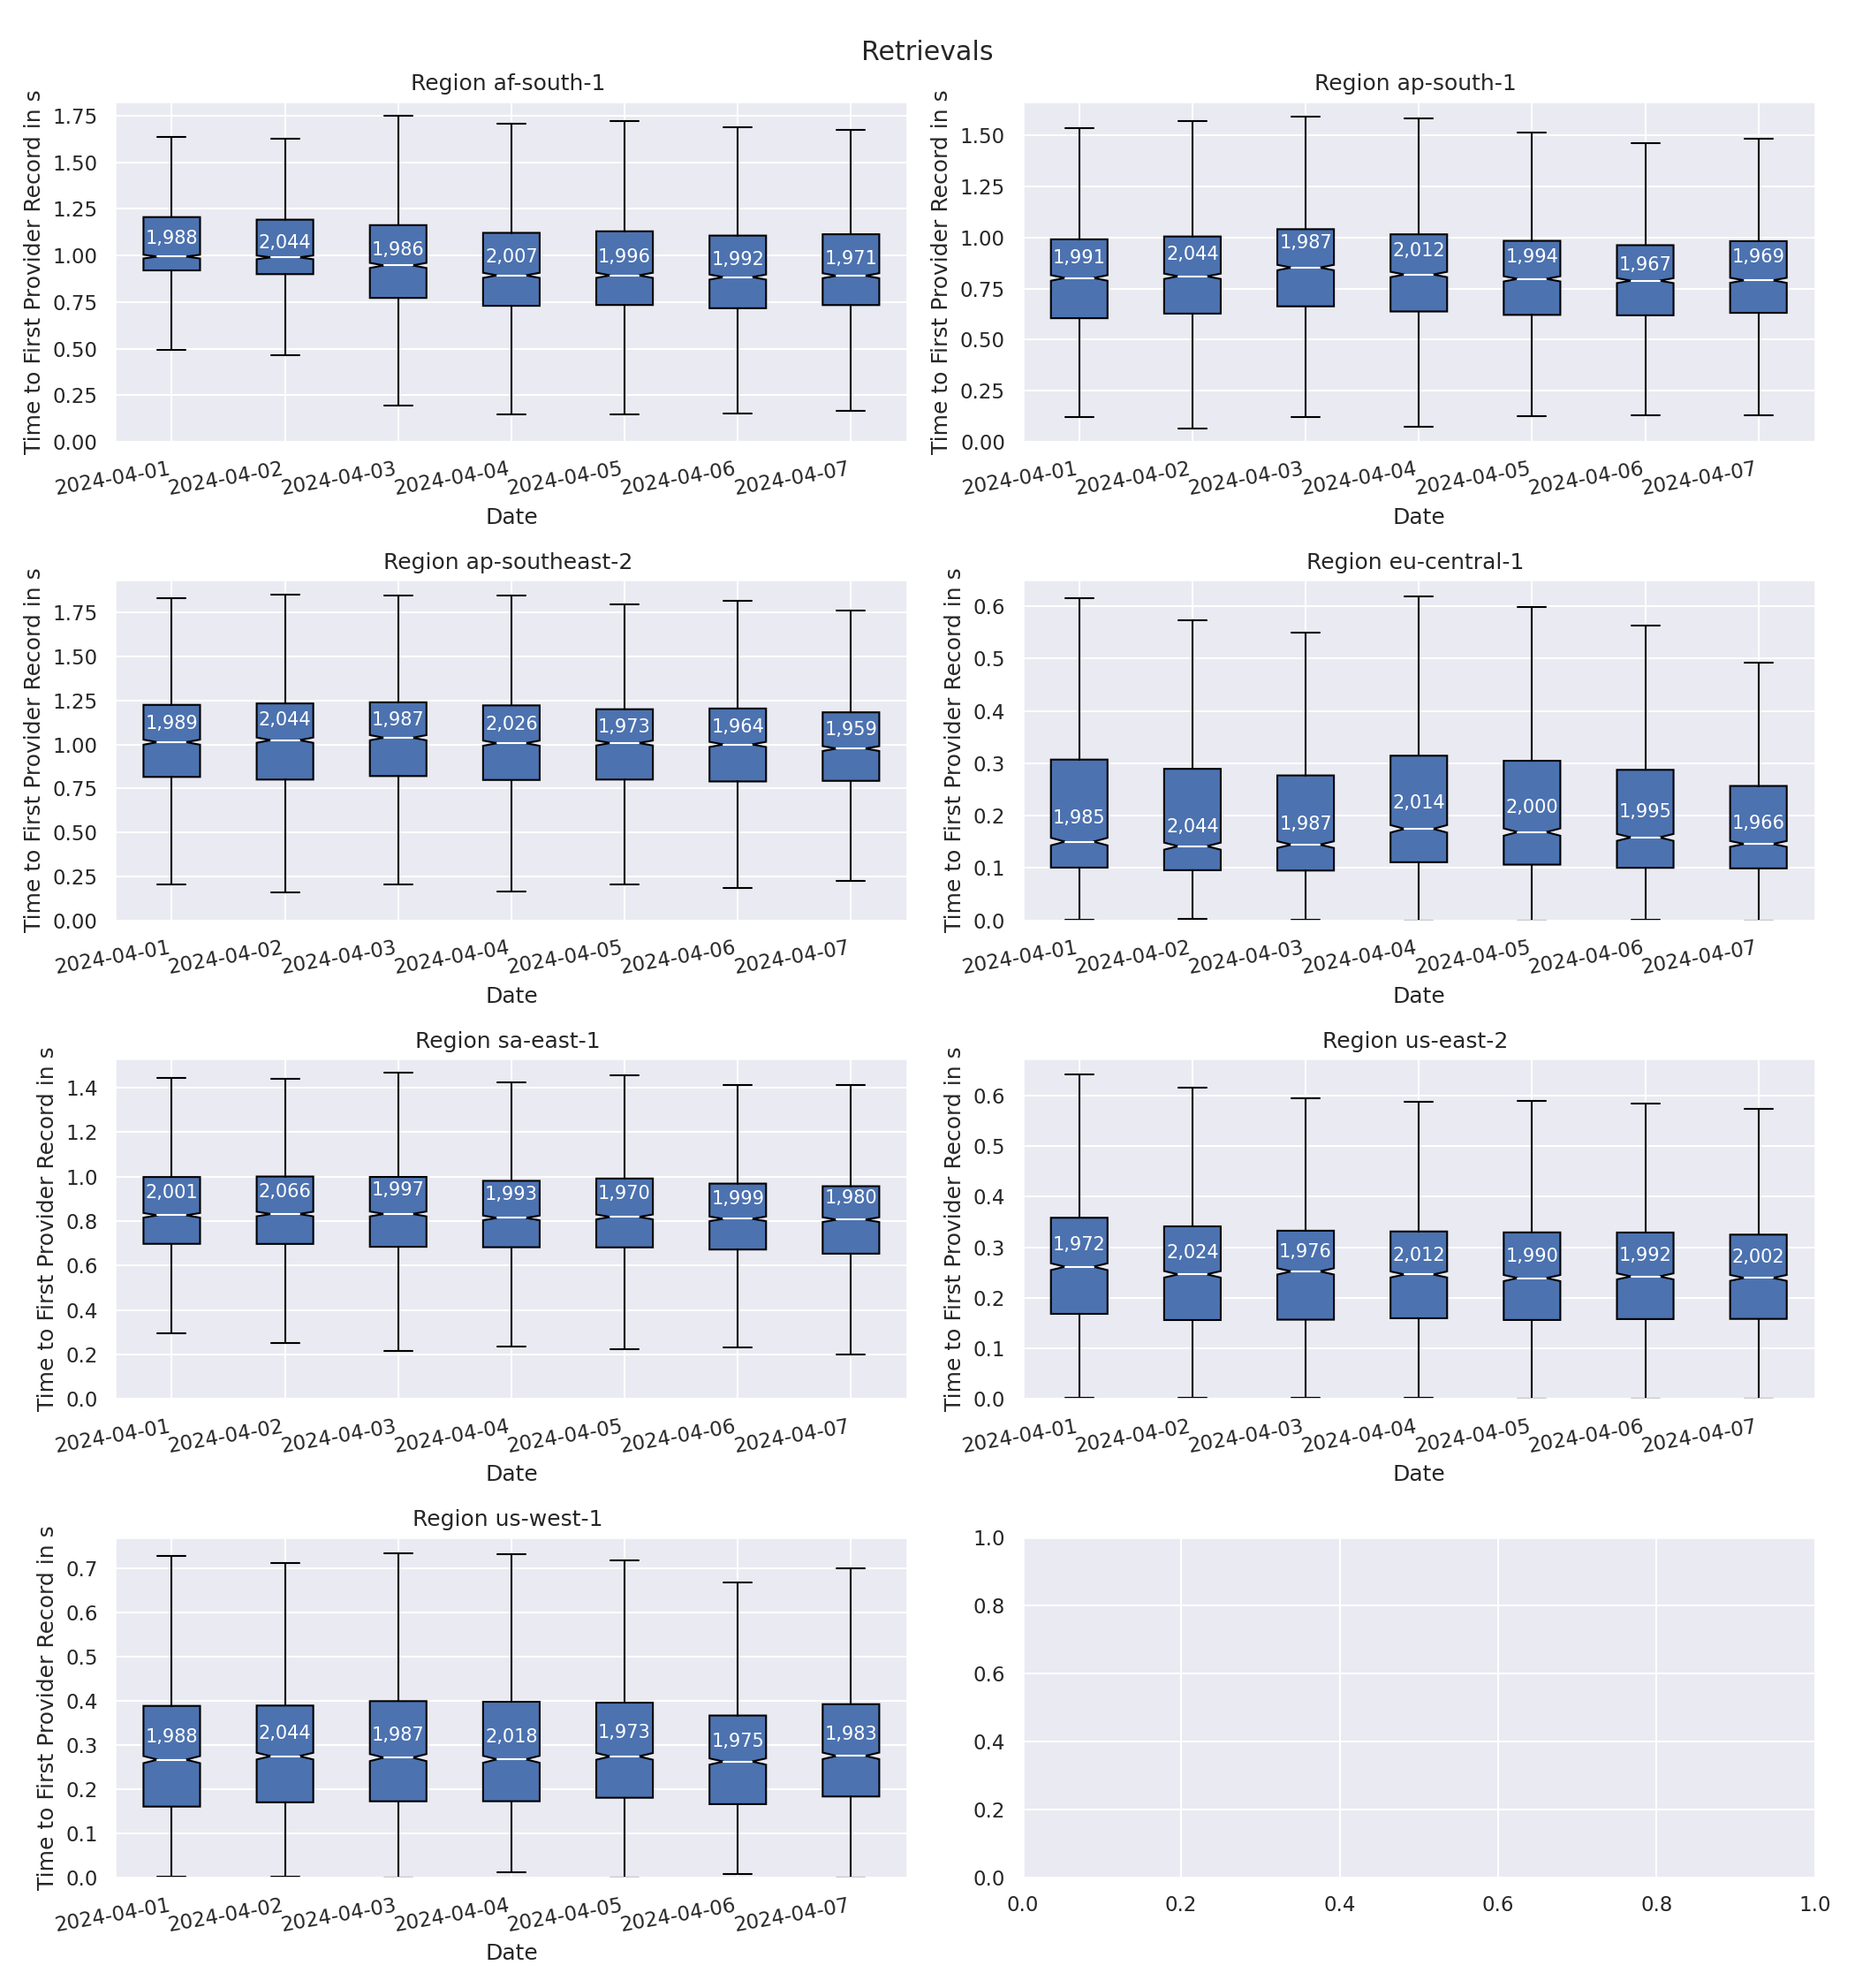 Retrievals
Region af-south-1
Time to First Provider Record in s
1.75
1.50
1.25
1.00
0.75
0.50
0.25
0.00
1,988 2,044 1,986 2,007 1,996 1,992 1,971
2024-04-01 2024-04-02 2024-04-03 2024-04-04 2024-04-05 2024-04-06 2024-04-07
Date
Region ap-south-1
Time to First Provider Record in s
1.50
1.25
1.00
0.75
0.50
0.25
0.00
1,991 2,044 1,987 2,012 1,994 1,967 1,969
2024-04-01 2024-04-02 2024-04-03 2024-04-04 2024-04-05 2024-04-06 2024-04-07
Date
Region ap-southeast-2
Time to First Provider Record in s
1.75
1.50
1.25
1.00
0.75
0.50
0.25
0.00
1,989 2,044 1,987 2,026 1,973 1,964 1,959
2024-04-01 2024-04-02 2024-04-03 2024-04-04 2024-04-05 2024-04-06 2024-04-07
Date
Region eu-central-1
Time to First Provider Record in s
0.6
0.5
0.4
0.3
0.2
0.1
0.0
1,985 2,044 1,987 2,014 2,000 1,995 1,966
2024-04-01 2024-04-02 2024-04-03 2024-04-04 2024-04-05 2024-04-06 2024-04-07
Date
Region sa-east-1
Time to First Provider Record in s
1.4
1.2
1.0
0.8
0.6
0.4
0.2
0.0
2,001 2,066 1,997 1,993 1,970 1,999 1,980
2024-04-01 2024-04-02 2024-04-03 2024-04-04 2024-04-05 2024-04-06 2024-04-07
Date
Region us-east-2
Time to First Provider Record in s
0.6
0.5
0.4
0.3
0.2
0.1
0.0
1,972 2,024 1,976 2,012 1,990 1,992 2,002
2024-04-01 2024-04-02 2024-04-03 2024-04-04 2024-04-05 2024-04-06 2024-04-07
Date
Region us-west-1
Time to First Provider Record in s
0.7
0.6
0.5
0.4
0.3
0.2
0.1
0.0
1,988 2,044 1,987 2,018 1,973 1,975 1,983
2024-04-01 2024-04-02 2024-04-03 2024-04-04 2024-04-05 2024-04-06 2024-04-07
Date
1.0
0.8
0.6
0.4
0.2
0.0
0.0 0.2 0.4 0.6 0.8 1.0